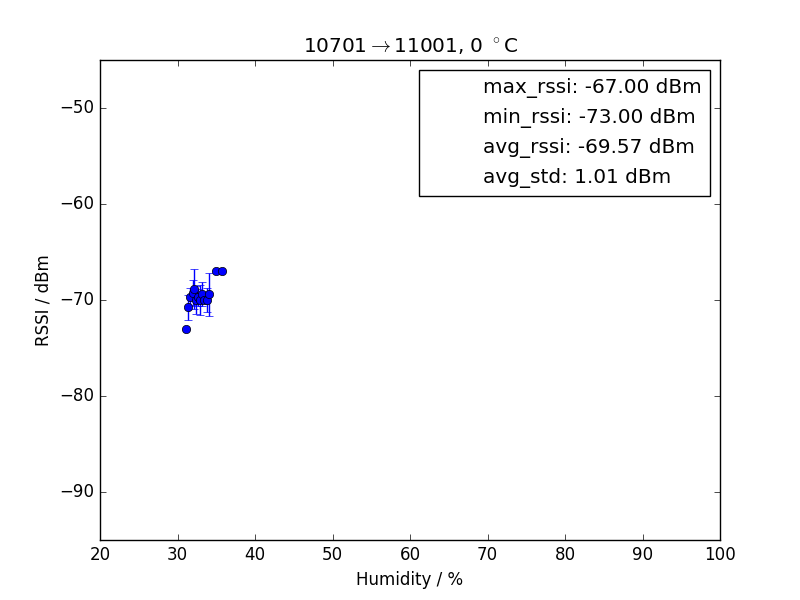 10701→11001, 0 °C
max_rssi: -67.00 dBm
min_rssi: -73.00 dBm
avg_rssi: -69.57 dBm
avg_std: 1.01 dBm
RSSI / dBm
−50
−60
−70
−80
−90
20 30 40 50 60 70 80 90 100
Humidity / %